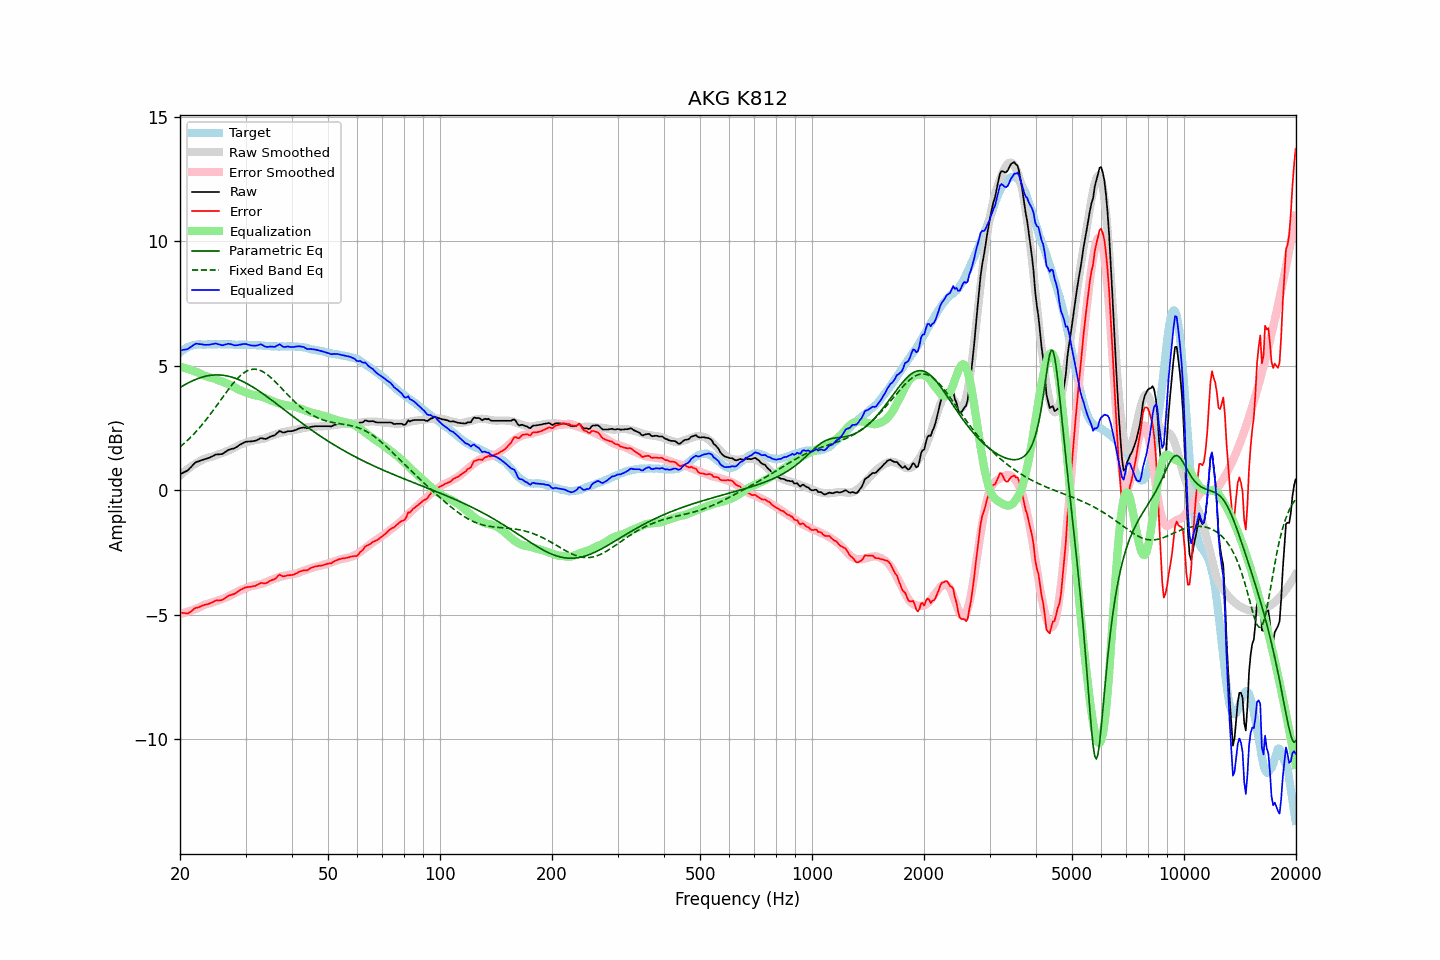 AKG K812
Amplitude (dBr)
15
10
5
0
−5
−10
Target
Raw Smoothed
Error Smoothed
Raw
Error
Equalization
Parametric Eq
Fixed Band Eq
Equalized
20 50 100 200 500 1000 2000 5000 10000 20000
Frequency (Hz)